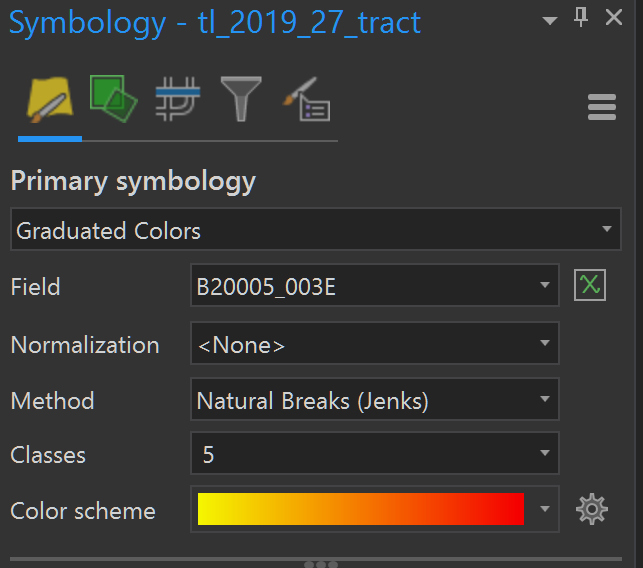 Symbology - tl_2019_27_tract
Primary symbology
Graduated Colors
Field B20005_003E
Normalization <None>
Method Natural Breaks (Jenks)
Classes 5
Color scheme